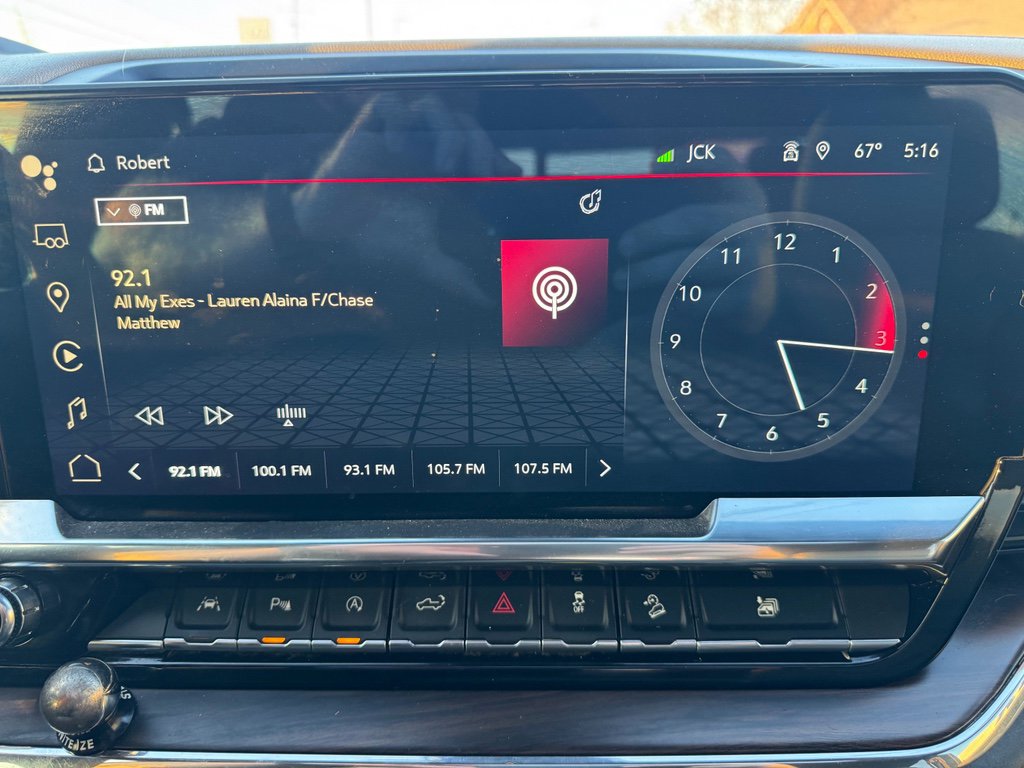 Robert
JCK
67° 5:16
FM
92.1
All My Exes - Lauren Alaina F/Chase
Matthew
12
1
2
3
4
5
6
7
8
9
10
11
92.1 FM 100.1 FM 93.1 FM 105.7 FM 107.5 FM
P
A
OFF